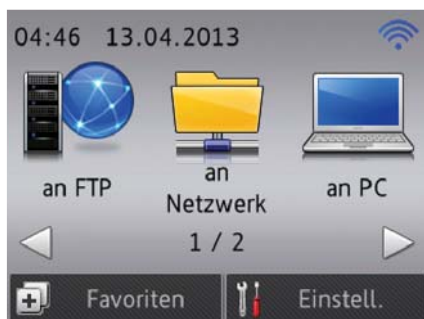 04:46 13.04.2013
an FTP
an
Netzwerk
an PC
1 / 2
Favoriten
Einstell.